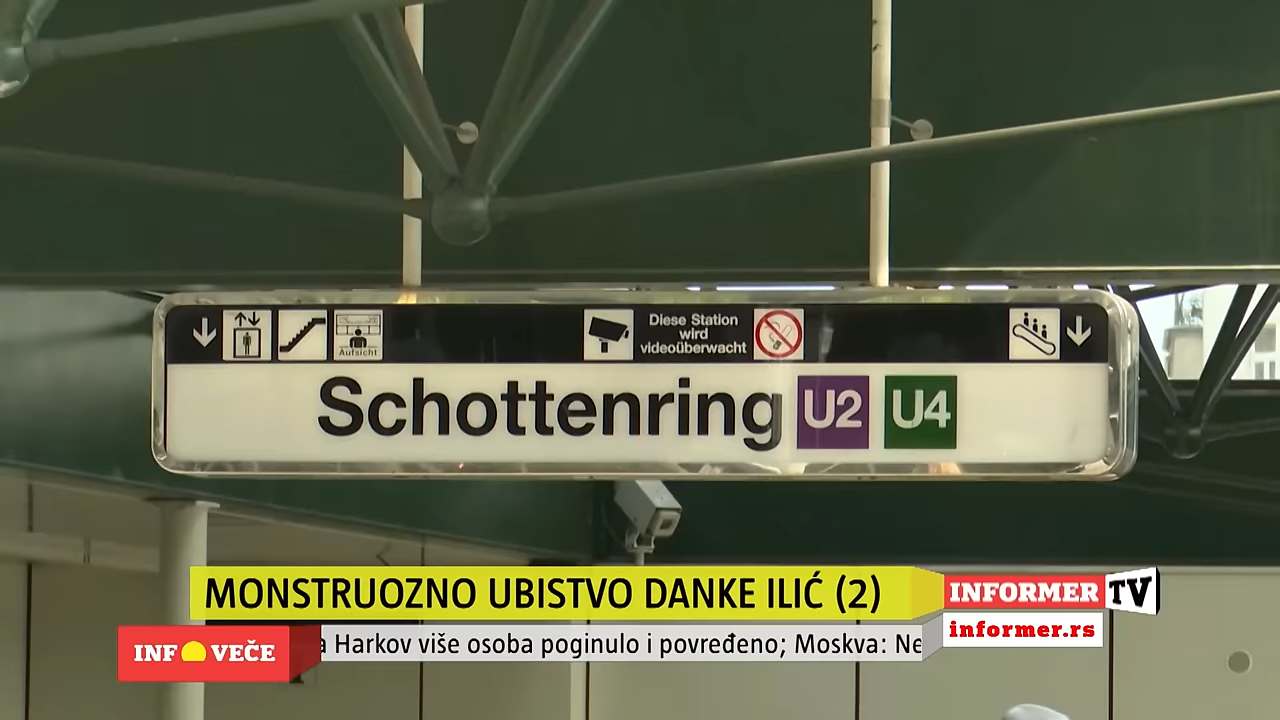 Aufsicht
Diese Station
wird
videoüberwacht
Schottenring U2 U4
MONSTRUOZNO UBISTVO DANKE ILIĆ (2)
INFORMER TV
informer.rs
INF VEČE
Harkov više osoba poginulo i povređeno; Moskva: Ne